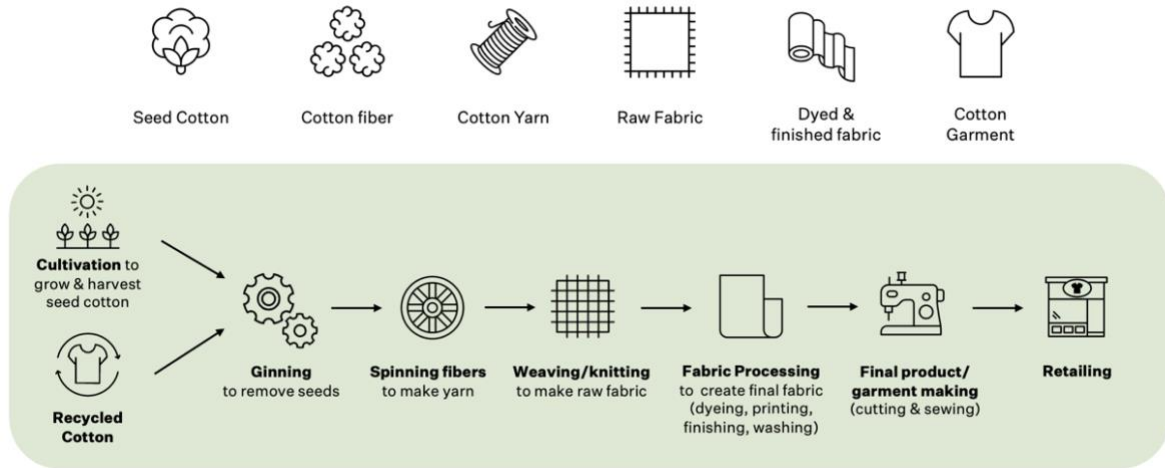 Seed Cotton
Cotton fiber
Cotton Yarn
Raw Fabric
Dyed &
finished fabric
Cotton
Garment
Cultivation to
grow & harvest
seed cotton
Recycled
Cotton
Ginning
to remove seeds
Spinning fibers
to make yarn
Weaving/knitting
to make raw fabric
Fabric Processing
to create final fabric
(dyeing, printing,
finishing, washing)
Final product/
garment making
(cutting & sewing)
Retailing